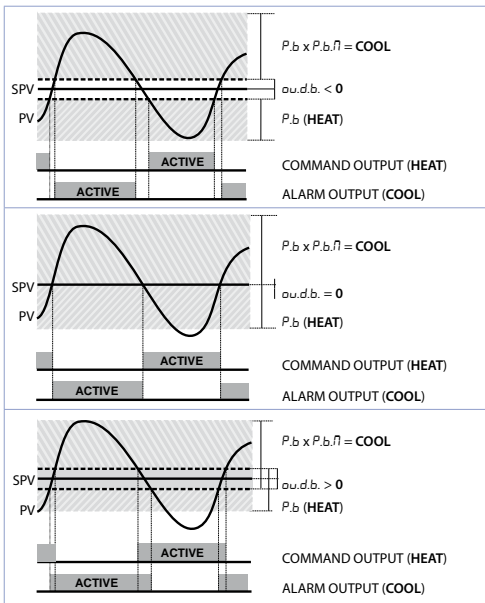 P.b x P.b.M = COOL
SPV
ou.d.b. < 0
PV
P.b (HEAT)
ACTIVE
COMMAND OUTPUT (HEAT)
ACTIVE
ALARM OUTPUT (COOL)
P.b x P.b.M = COOL
SPV
ou.d.b. = 0
PV
P.b (HEAT)
ACTIVE
COMMAND OUTPUT (HEAT)
ACTIVE
ALARM OUTPUT (COOL)
P.b x P.b.M = COOL
SPV
ou.d.b. > 0
PV
P.b (HEAT)
ACTIVE
COMMAND OUTPUT (HEAT)
ACTIVE
ALARM OUTPUT (COOL)